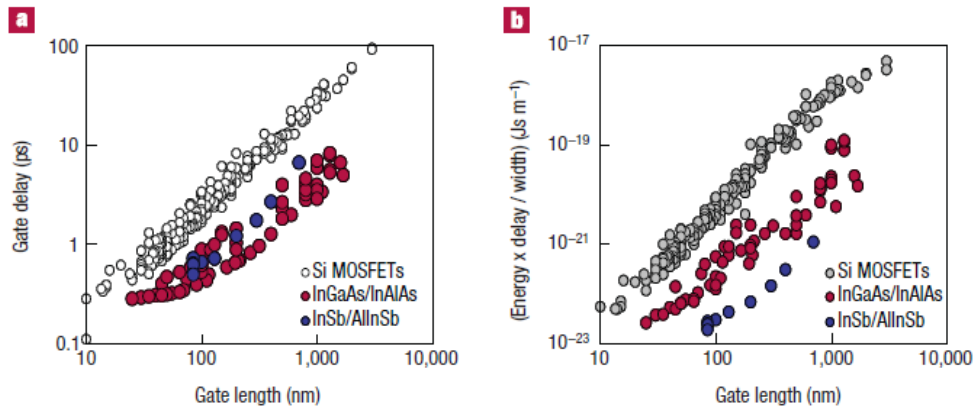 a
Gate delay (ps)
100
10
1
0.1
10
100
1,000
10,000
Gate length (nm)
Si MOSFETs
InGaAs/InAlAs
InSb/AlInSb
b
(Energy x delay / width) (Js m⁻¹)
10⁻¹⁷
10⁻¹⁹
10⁻²¹
10⁻²³
10
100
1,000
10,000
Gate length (nm)
Si MOSFETs
InGaAs/InAlAs
InSb/AlInSb